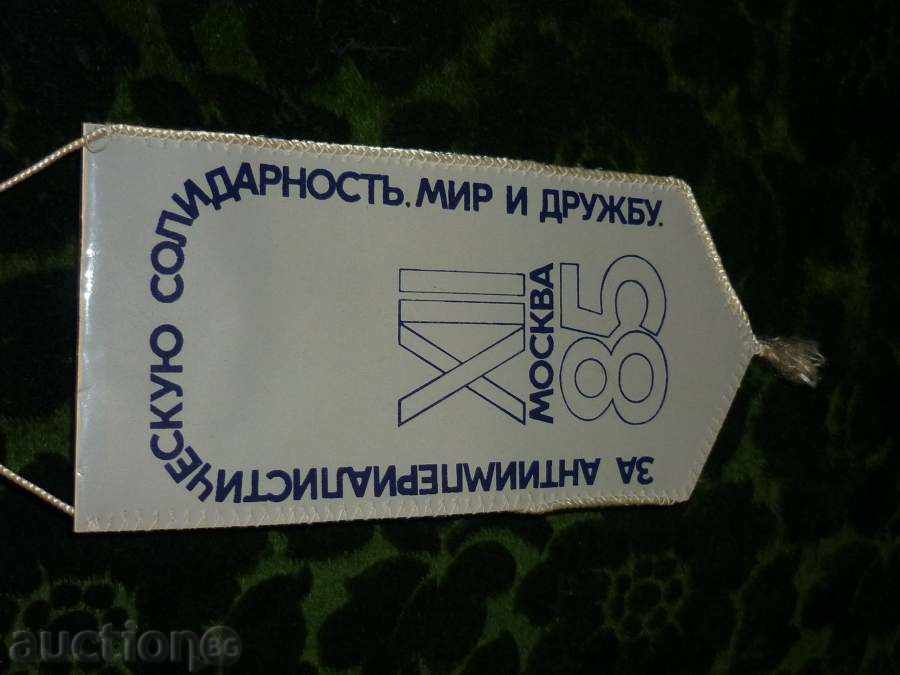 ЗА АНТИИМПЕРИАЛИСТИЧЕСКУЮ СОЛИДАРНОСТЬ. МИР И ДРУЖБУ.
XII
МОСКВА
85
auction.bg